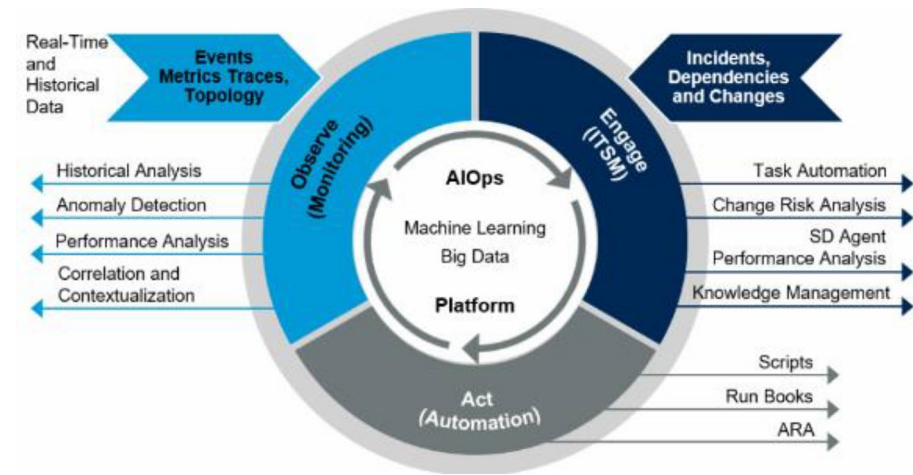 Real-Time
and
Historical
Data
Events
Metrics Traces,
Topology
Incidents,
Dependencies
and Changes
Observe
(Monitoring)
Engage
(ITSM)
Historical Analysis
Anomaly Detection
Performance Analysis
Correlation and
Contextualization
AIOps
Machine Learning
Big Data
Platform
Task Automation
Change Risk Analysis
SD Agent
Performance Analysis
Knowledge Management
Act
(Automation)
Scripts
Run Books
ARA